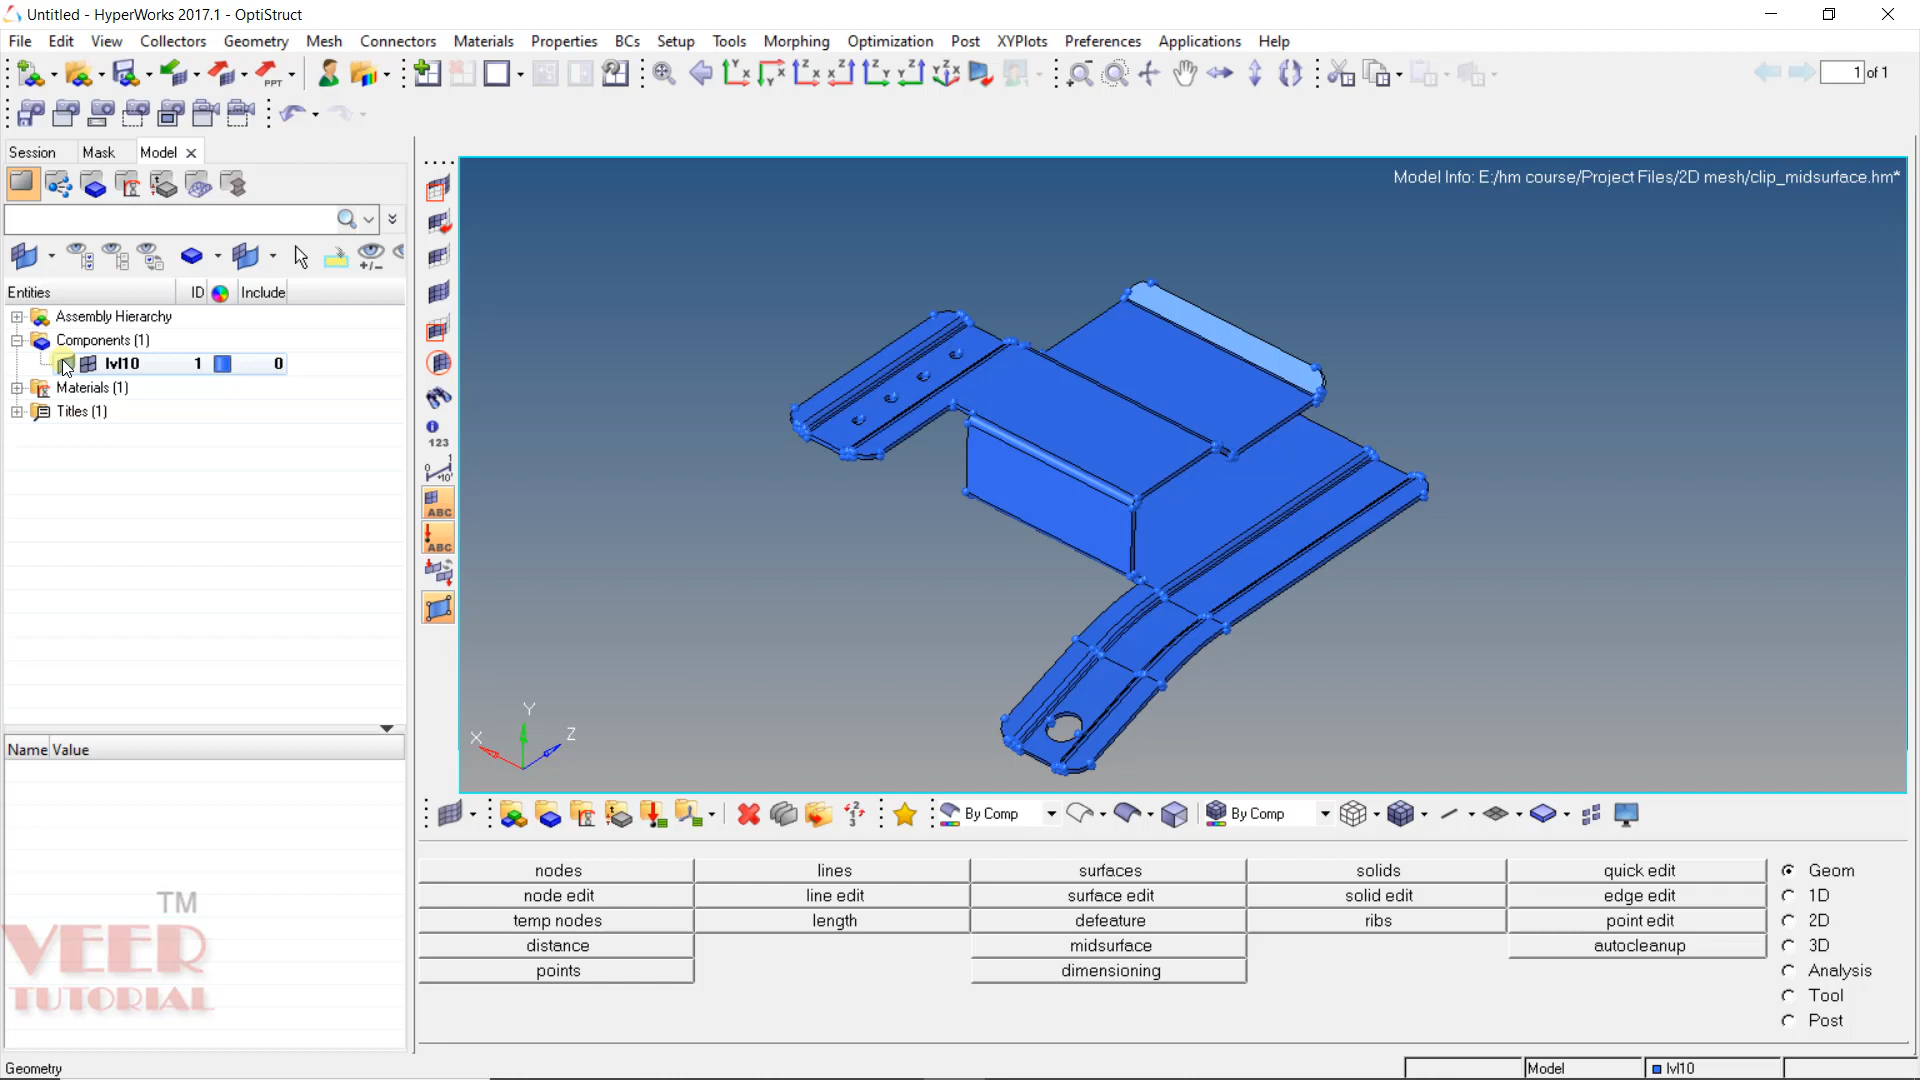 Untitled - HyperWorks 2017.1 - OptiStruct
File Edit View Collectors Geometry Mesh Connectors Materials Properties BCs Setup Tools Morphing Optimization Post XYPlots Preferences Applications Help
1 of 1
Session Mask Model
Entities ID Include
Assembly Hierarchy
Components (1)
lvl10 1 0
Materials (1)
Titles (1)
Name Value
Model Info: E:/hm course/Project Files/2D mesh/clip_midsurface.hm*
X Y Z
By Comp By Comp
nodes lines surfaces solids quick edit Geom
node edit line edit surface edit solid edit edge edit 1D
temp nodes length defeature ribs point edit 2D
distance midsurface autocleanup 3D
points dimensioning Analysis
Tool
Post
TM
VEER
TUTORIAL
Geometry Model lvl10